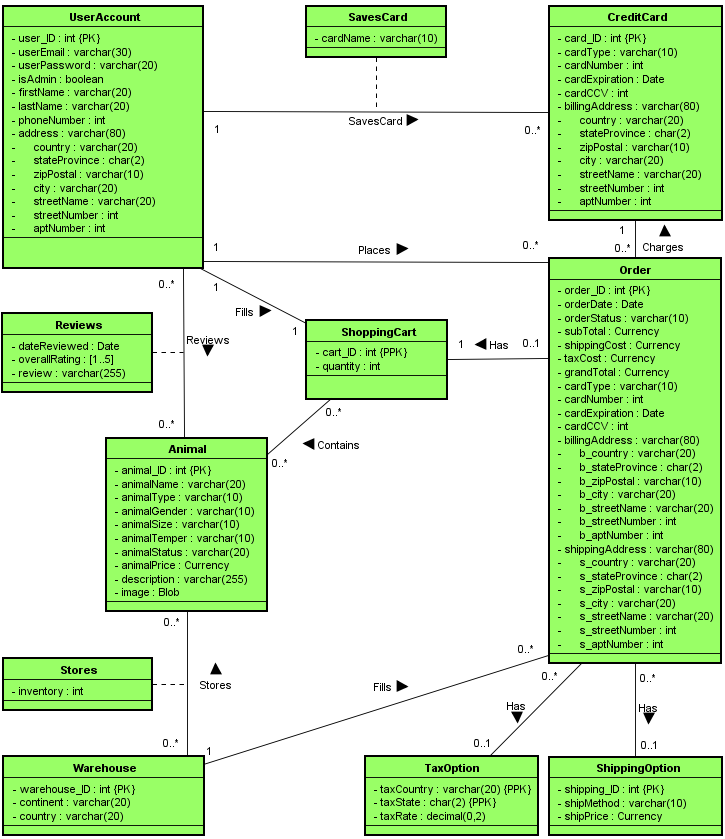 UserAccount
- user_ID : int {PK}
- userEmail : varchar(30)
- userPassword : varchar(20)
- isAdmin : boolean
- firstName : varchar(20)
- lastName : varchar(20)
- phoneNumber : int
- address : varchar(80)
- country : varchar(20)
- stateProvince : char(2)
- zipPostal : varchar(10)
- city : varchar(20)
- streetName : varchar(20)
- streetNumber : int
- aptNumber : int
SavesCard
- cardName : varchar(10)
CreditCard
- card_ID : int {PK}
- cardType : varchar(10)
- cardNumber : int
- cardExpiration : Date
- cardCCV : int
- billingAddress : varchar(80)
- country : varchar(20)
- stateProvince : char(2)
- zipPostal : varchar(10)
- city : varchar(20)
- streetName : varchar(20)
- streetNumber : int
- aptNumber : int
1
SavesCard
0..*
1
Places
0..*
1
0..*
Charges
0..*
1
Fills
1
Reviews
- dateReviewed : Date
- overallRating : [1..5]
- review : varchar(255)
Reviews
0..*
ShoppingCart
- cart_ID : int {PPK}
- quantity : int
1
Has
0..1
0..*
Contains
0..*
Order
- order_ID : int {PK}
- orderDate : Date
- orderStatus : varchar(10)
- subTotal : Currency
- shippingCost : Currency
- taxCost : Currency
- grandTotal : Currency
- cardType : varchar(10)
- cardNumber : int
- cardExpiration : Date
- cardCCV : int
- billingAddress : varchar(80)
- b_country : varchar(20)
- b_stateProvince : char(2)
- b_zipPostal : varchar(10)
- b_city : varchar(20)
- b_streetName : varchar(20)
- b_streetNumber : int
- b_aptNumber : int
- shippingAddress : varchar(80)
- s_country : varchar(20)
- s_stateProvince : char(2)
- s_zipPostal : varchar(10)
- s_city : varchar(20)
- s_streetName : varchar(20)
- s_streetNumber : int
- s_aptNumber : int
Animal
- animal_ID : int {PK}
- animalName : varchar(20)
- animalType : varchar(10)
- animalGender : varchar(10)
- animalSize : varchar(10)
- animalTemper : varchar(10)
- animalStatus : varchar(20)
- animalPrice : Currency
- description : varchar(255)
- image : Blob
0..*
Stores
- inventory : int
Stores
0..*
1
Fills
0..*
0..*
Has
0..1
0..*
Has
0..1
Warehouse
- warehouse_ID : int {PK}
- continent : varchar(20)
- country : varchar(20)
TaxOption
- taxCountry : varchar(20) {PPK}
- taxState : char(2) {PPK}
- taxRate : decimal(0,2)
ShippingOption
- shipping_ID : int {PK}
- shipMethod : varchar(10)
- shipPrice : Currency